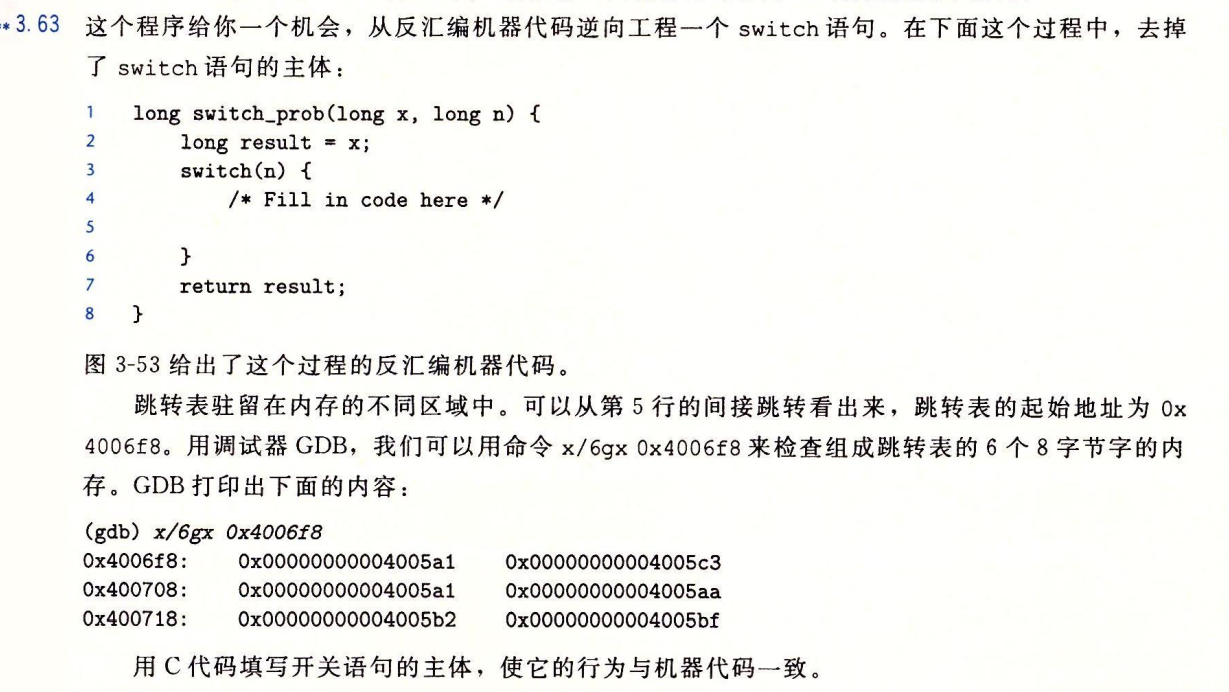 ** 3.63 这个程序给你一个机会，从反汇编机器代码逆向工程一个 switch 语句。在下面这个过程中，去掉
了 switch 语句的主体：
1 long switch_prob(long x, long n) {
2 long result = x;
3 switch(n) {
4 /* Fill in code here */
5
6 }
7 return result;
8 }
图 3-53 给出了这个过程的反汇编机器代码。
跳转表驻留在内存的不同区域中。可以从第 5 行的间接跳转看出来，跳转表的起始地址为 0x
4006f8。用调试器 GDB，我们可以用命令 x/6gx 0x4006f8 来检查组成跳转表的 6 个 8 字节字的内
存。GDB 打印出下面的内容：
(gdb) x/6gx 0x4006f8
0x4006f8: 0x00000000004005a1 0x00000000004005c3
0x400708: 0x00000000004005a1 0x00000000004005aa
0x400718: 0x00000000004005b2 0x00000000004005bf
用 C 代码填写开关语句的主体，使它的行为与机器代码一致。